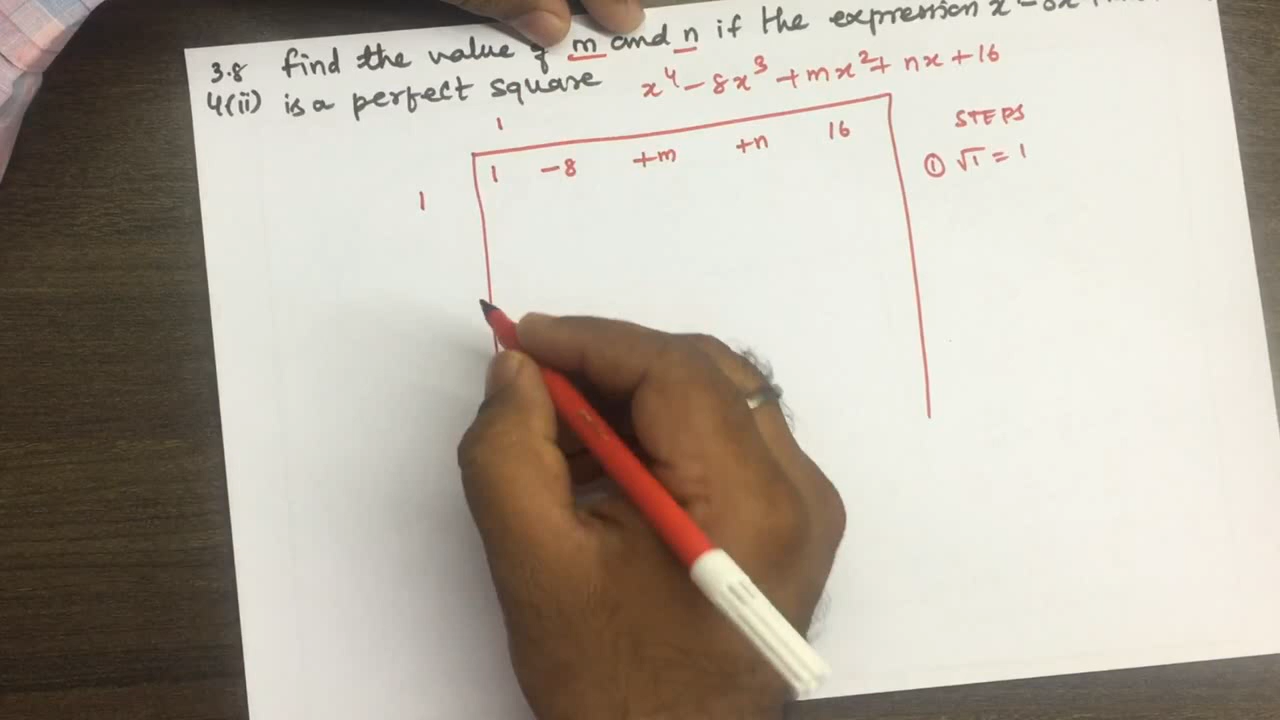 3.8 find the value of m and n if the expression x - 8x
4(ii) is a perfect square x⁴ - 8x³ + mx² + nx + 16
1
STEPS
1 -8 +m +n 16
① √1 = 1
1